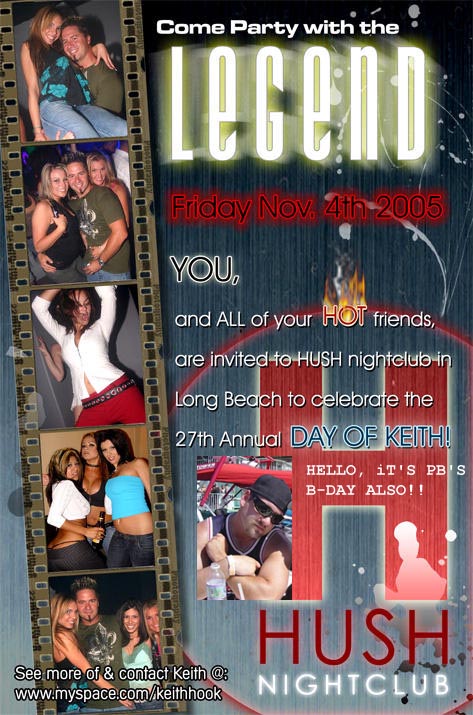 Come Party with the
LEGEND
Friday Nov. 4th 2005
YOU,
and ALL of your HOT friends,
are invited to HUSH nightclub in
Long Beach to celebrate the
27th Annual DAY OF KEITH!
HELLO, iT'S PB'S
B-DAY ALSO!!
H
HUSH
NIGHTCLUB
See more of & contact Keith @:
www.myspace.com/keithhook